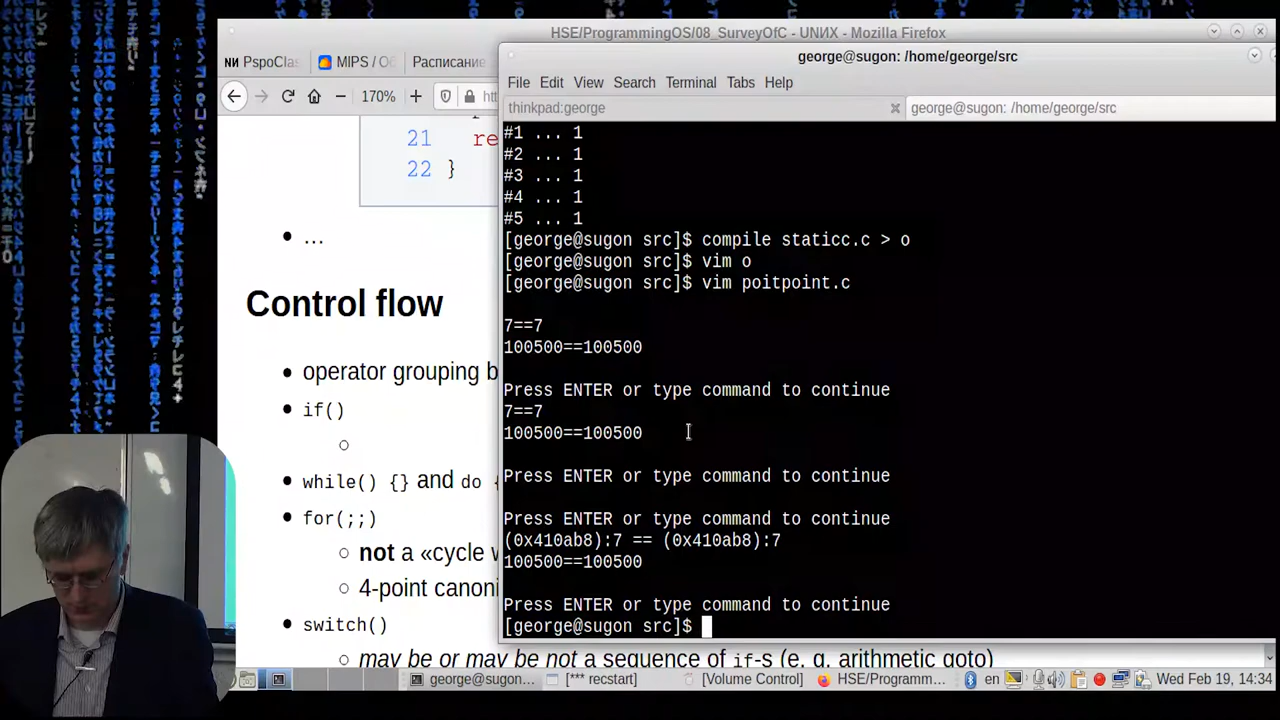 HSE/ProgrammingOS/08_SurveyOfC - UNИX - Mozilla Firefox
george@sugon: /home/george/src
ИИ PspoClas
MIPS / Об
Расписание
File Edit View Search Terminal Tabs Help
170%
thinkpad:george
george@sugon: /home/george/src
21 re
22 }
• …
Control flow
• operator grouping b
• if()
• while() {} and do {
• for(;;)
○ not a «cycle w
○ 4-point canoni
• switch()
○ may be or may be not a sequence of if-s (e. g. arithmetic goto)
#1 ... 1
#2 ... 1
#3 ... 1
#4 ... 1
#5 ... 1
[george@sugon src]$ compile staticc.c > o
[george@sugon src]$ vim o
[george@sugon src]$ vim poitpoint.c
7==7
100500==100500
Press ENTER or type command to continue
7==7
100500==100500
Press ENTER or type command to continue
Press ENTER or type command to continue
(0x410ab8):7 == (0x410ab8):7
100500==100500
Press ENTER or type command to continue
[george@sugon src]$
george@sugon...
[*** recstart]
[Volume Control]
HSE/Programm...
en
Wed Feb 19, 14:34